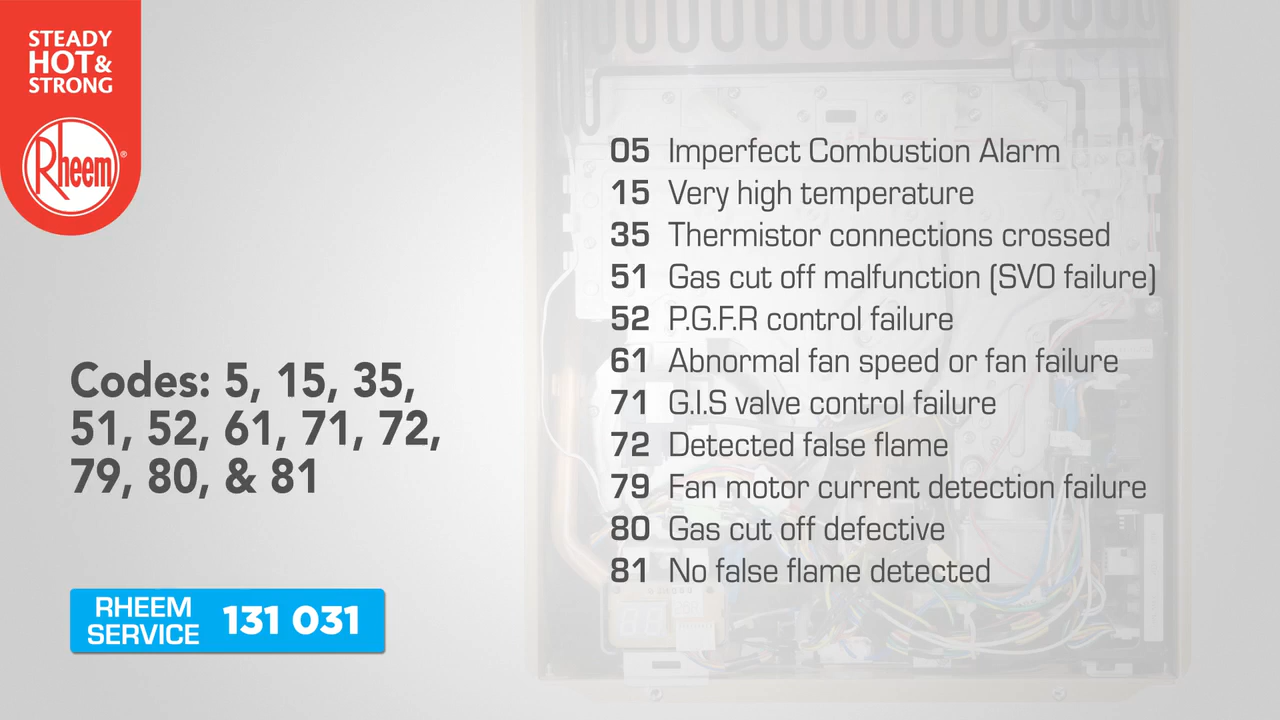 STEADY
HOT &
STRONG
Rheem®
Codes: 5, 15, 35,
51, 52, 61, 71, 72,
79, 80, & 81
RHEEM
SERVICE
131 031
05 Imperfect Combustion Alarm
15 Very high temperature
35 Thermistor connections crossed
51 Gas cut off malfunction (SVO failure)
52 P.G.F.R control failure
61 Abnormal fan speed or fan failure
71 G.I.S valve control failure
72 Detected false flame
79 Fan motor current detection failure
80 Gas cut off defective
81 No false flame detected